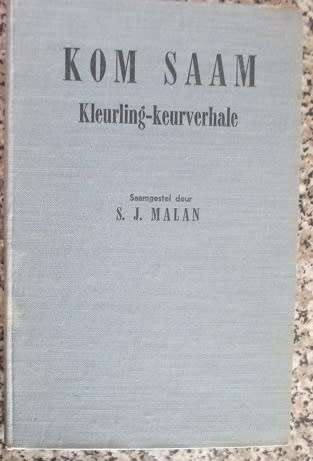 KOM SAAM
Kleurling-keurverhale
Saamgestel deur
S. J. MALAN